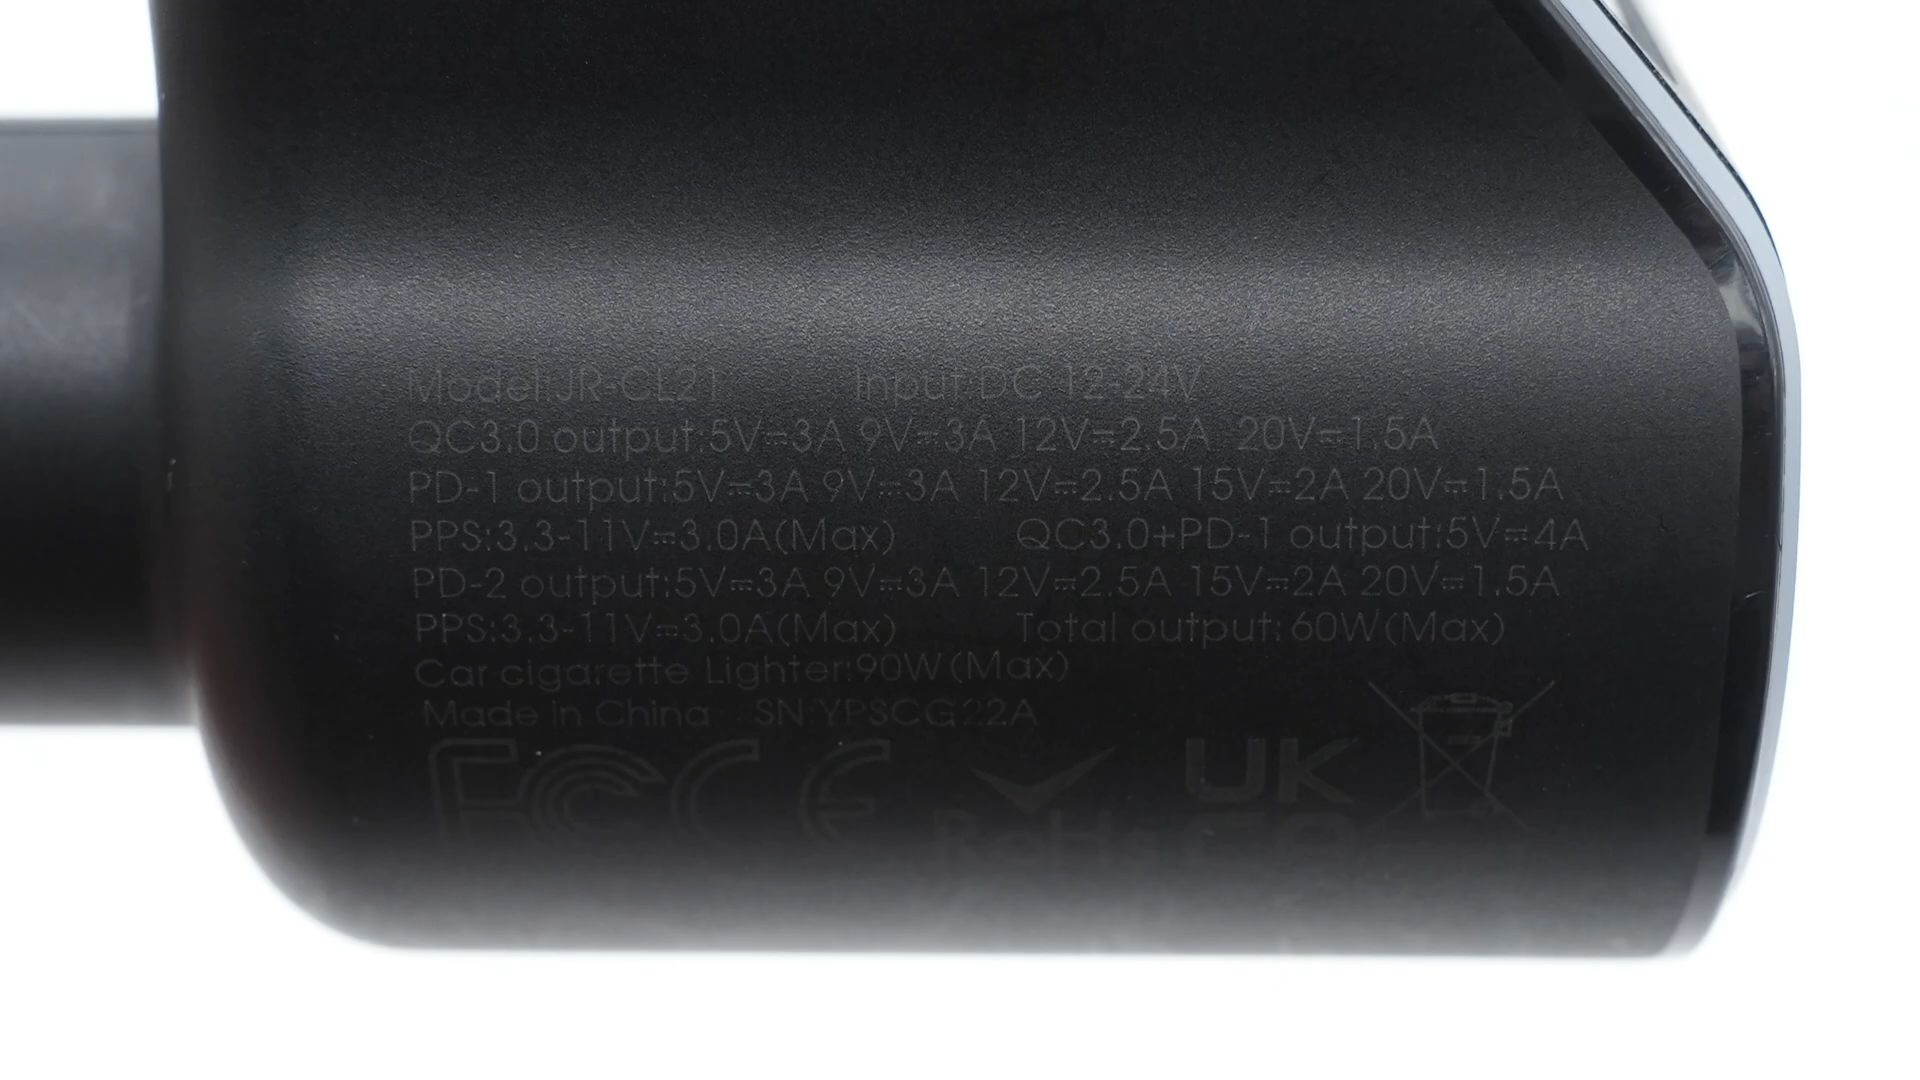 Model:JR-CL21 Input:DC 12-24V
QC3.0 output:5V⎓3A 9V⎓3A 12V⎓2.5A 20V⎓1.5A
PD-1 output:5V⎓3A 9V⎓3A 12V⎓2.5A 15V⎓2A 20V⎓1.5A
PPS:3.3-11V⎓3.0A(Max) QC3.0+PD-1 output:5V⎓4A
PD-2 output:5V⎓3A 9V⎓3A 12V⎓2.5A 15V⎓2A 20V⎓1.5A
PPS:3.3-11V⎓3.0A(Max) Total output:60W(Max)
Car cigarette Lighter:90W(Max)
Made in China SN:YPSCG22A
FC CE RoHS UK CA